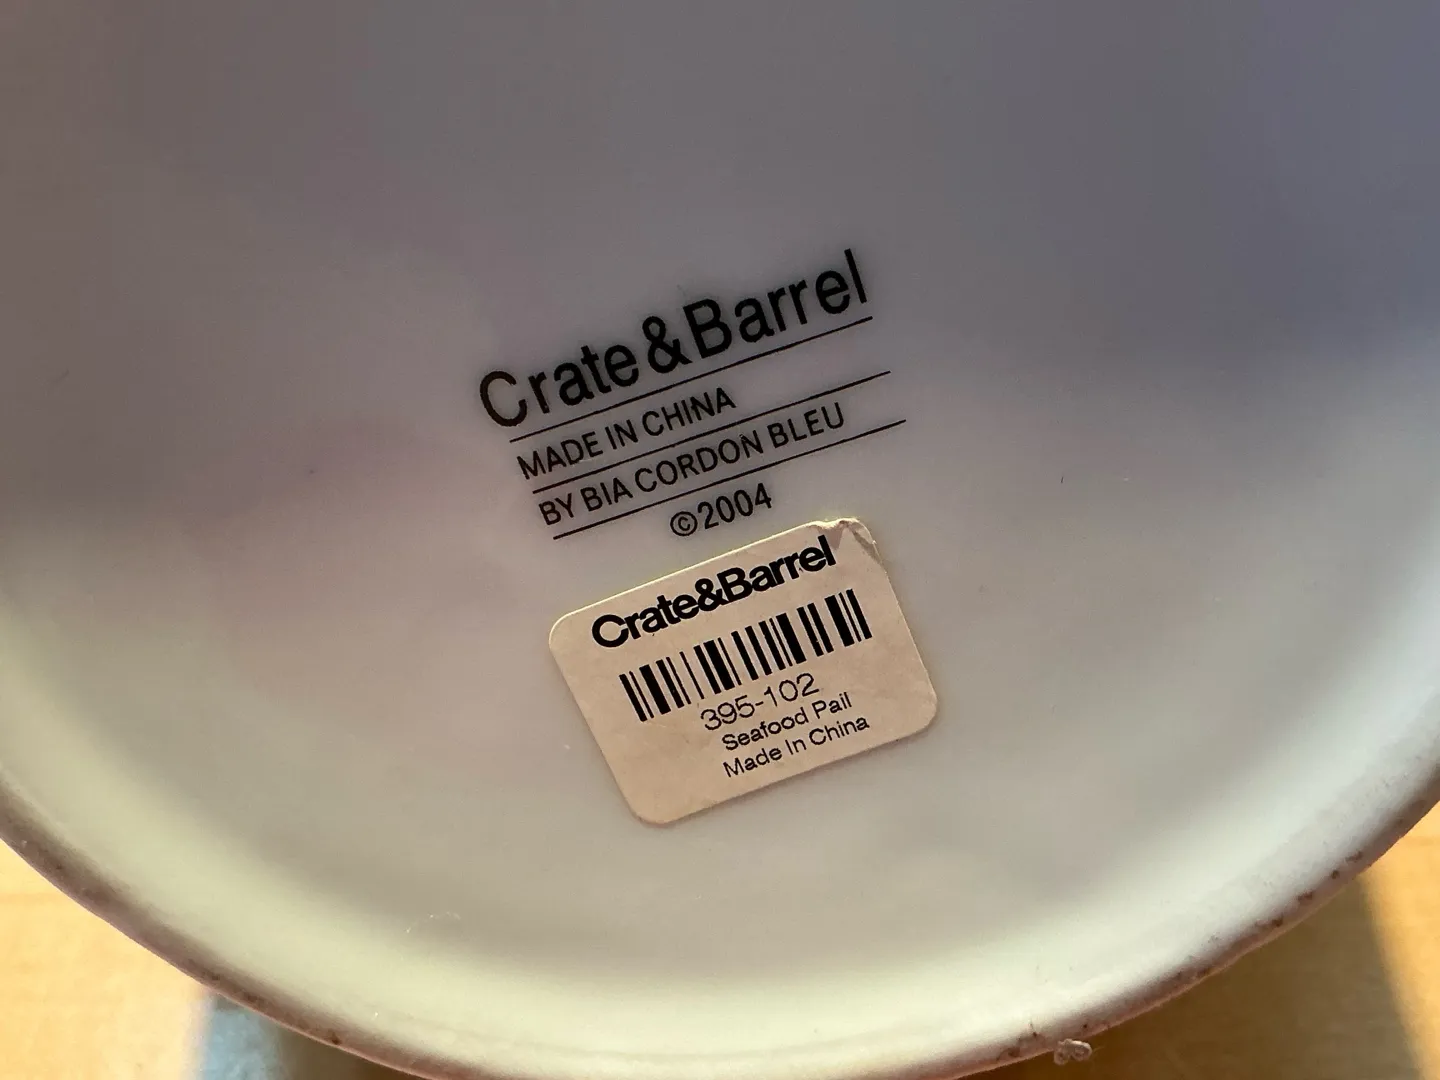 Crate&Barrel
MADE IN CHINA
BY BIA CORDON BLEU
©2004
Crate&Barrel
395-102
Seafood Pail
Made In China